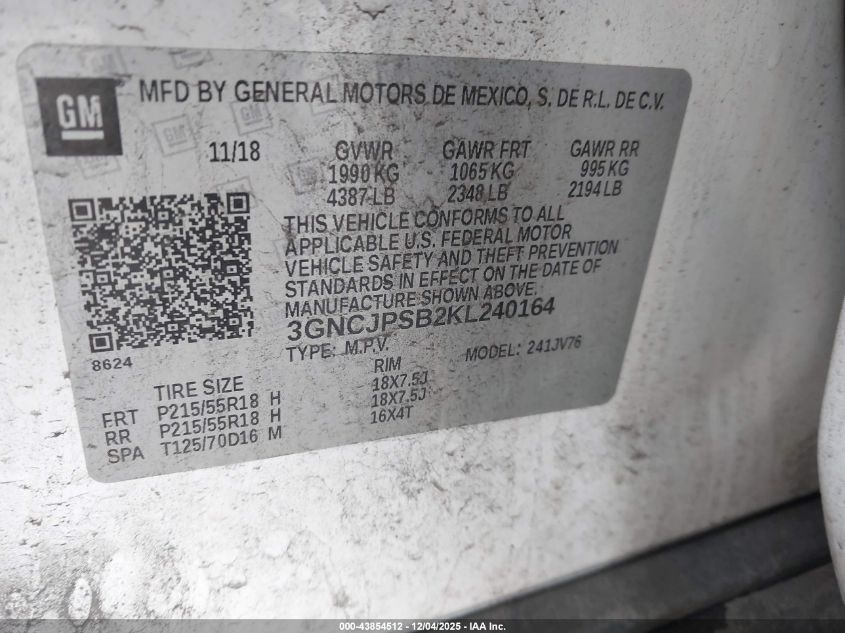 GM
MFD BY GENERAL MOTORS DE MEXICO, S. DE R.L. DE C.V.
11/18 GVWR GAWR FRT GAWR RR
1990 KG 1065 KG 995 KG
4387 LB 2348 LB 2194 LB
THIS VEHICLE CONFORMS TO ALL
APPLICABLE U.S. FEDERAL MOTOR
VEHICLE SAFETY AND THEFT PREVENTION
STANDARDS IN EFFECT ON THE DATE OF
MANUFACTURE SHOWN ABOVE.
3GNCJPSB2KL240164
8624 TYPE: M.P.V. MODEL: 241JV76
TIRE SIZE RIM
FRT P215/55R18 H 18X7.5J
RR P215/55R18 H 18X7.5J
SPA T125/70D16 M 16X4T
000-43854512 - 12/04/2025 - IAA Inc.